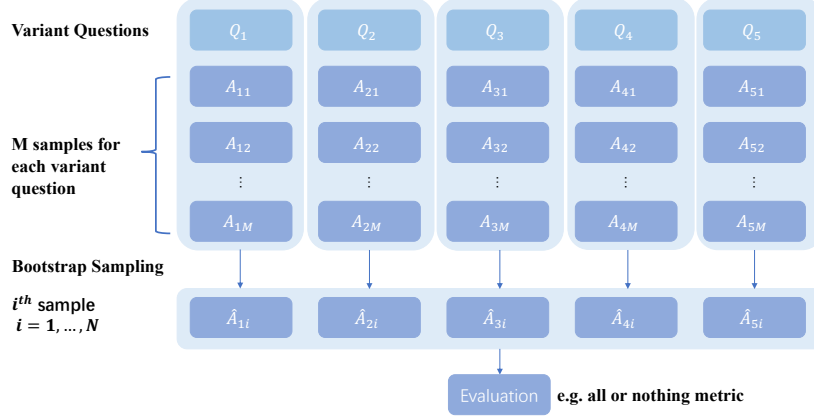 Variant Questions Q₁ Q₂ Q₃ Q₄ Q₅
A₁₁ A₂₁ A₃₁ A₄₁ A₅₁
M samples for
each variant
question
A₁₂ A₂₂ A₃₂ A₄₂ A₅₂
⋮ ⋮ ⋮ ⋮ ⋮
A₁M A₂M A₃M A₄M A₅M
Bootstrap Sampling
iᵗʰ sample
i = 1, ..., N
Â₁ᵢ Â₂ᵢ Â₃ᵢ Â₄ᵢ Â₅ᵢ
Evaluation e.g. all or nothing metric